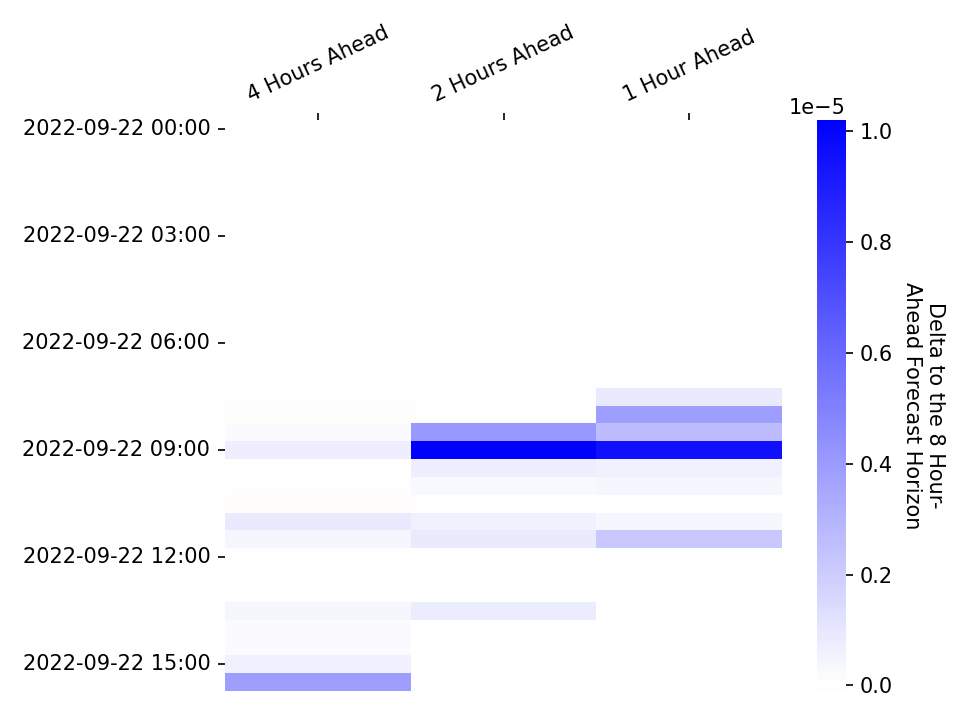 4 Hours Ahead
2 Hours Ahead
1 Hour Ahead
2022-09-22 00:00
2022-09-22 03:00
2022-09-22 06:00
2022-09-22 09:00
2022-09-22 12:00
2022-09-22 15:00
1e−5
1.0
0.8
0.6
0.4
0.2
0.0
Delta to the 8 Hour-
Ahead Forecast Horizon